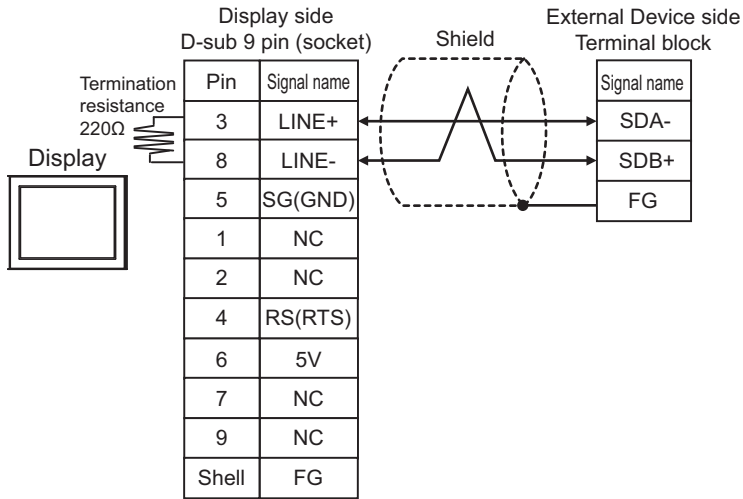 Display side
D-sub 9 pin (socket)
Shield
External Device side
Terminal block
Termination
resistance
220Ω
Display
Pin Signal name
3 LINE+
8 LINE-
5 SG(GND)
1 NC
2 NC
4 RS(RTS)
6 5V
7 NC
9 NC
Shell FG
Signal name
SDA-
SDB+
FG